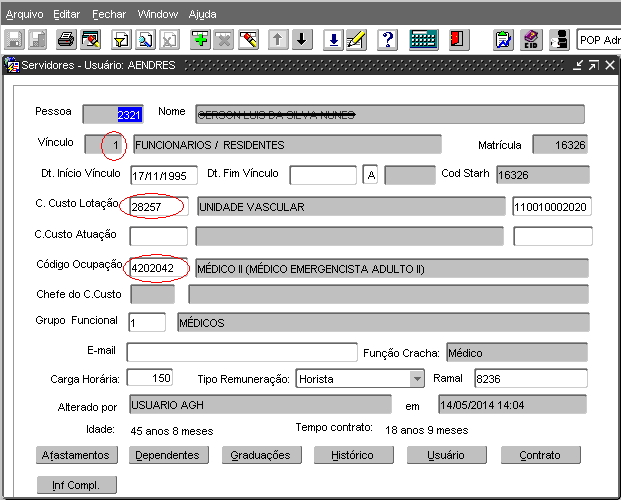 Arquivo Editar Fechar Window Ajuda
CID POP Adr
Servidores - Usuário: AENDRES
Pessoa 2321 Nome GERSON LUIS DA SILVA NUNES
Vínculo 1 FUNCIONARIOS / RESIDENTES Matrícula 16326
Dt. Início Vínculo 17/11/1995 Dt. Fim Vínculo A Cod Starh 16326
C. Custo Lotação 28257 UNIDADE VASCULAR 110010002020
C.Custo Atuação
Código Ocupação 4202042 MÉDICO II (MÉDICO EMERGENCISTA ADULTO II)
Chefe do C.Custo
Grupo Funcional 1 MÉDICOS
E-mail Função Cracha: Médico
Carga Horária: 150 Tipo Remuneração: Horista Ramal 8236
Alterado por USUARIO AGH em 14/05/2014 14:04
Idade: 45 anos 8 meses Tempo contrato: 18 anos 9 meses
Afastamentos Dependentes Graduações Histórico Usuário Contrato
Inf Compl.